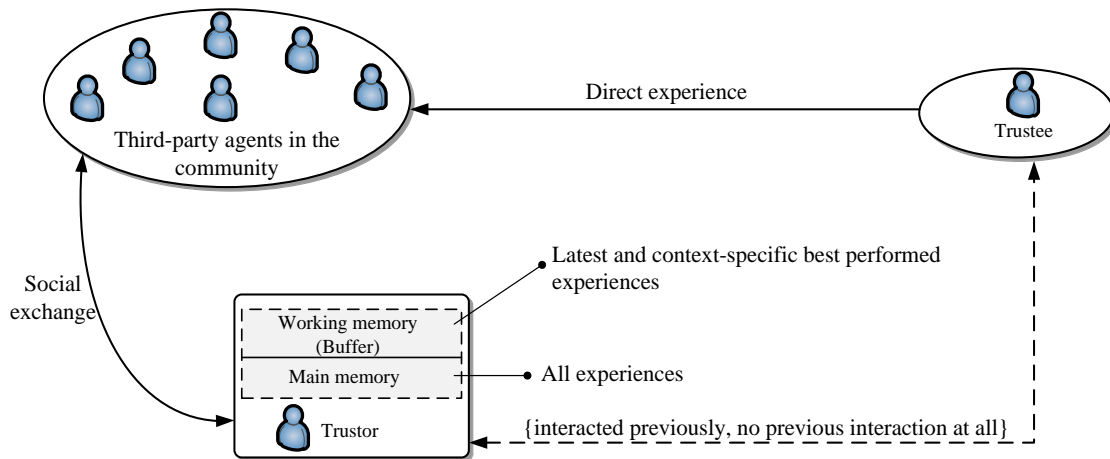 Direct experience
Third-party agents in the
community
Trustee
Latest and context-specific best performed
experiences
Social
exchange
Working memory
(Buffer)
Main memory
All experiences
Trustor
{interacted previously, no previous interaction at all}